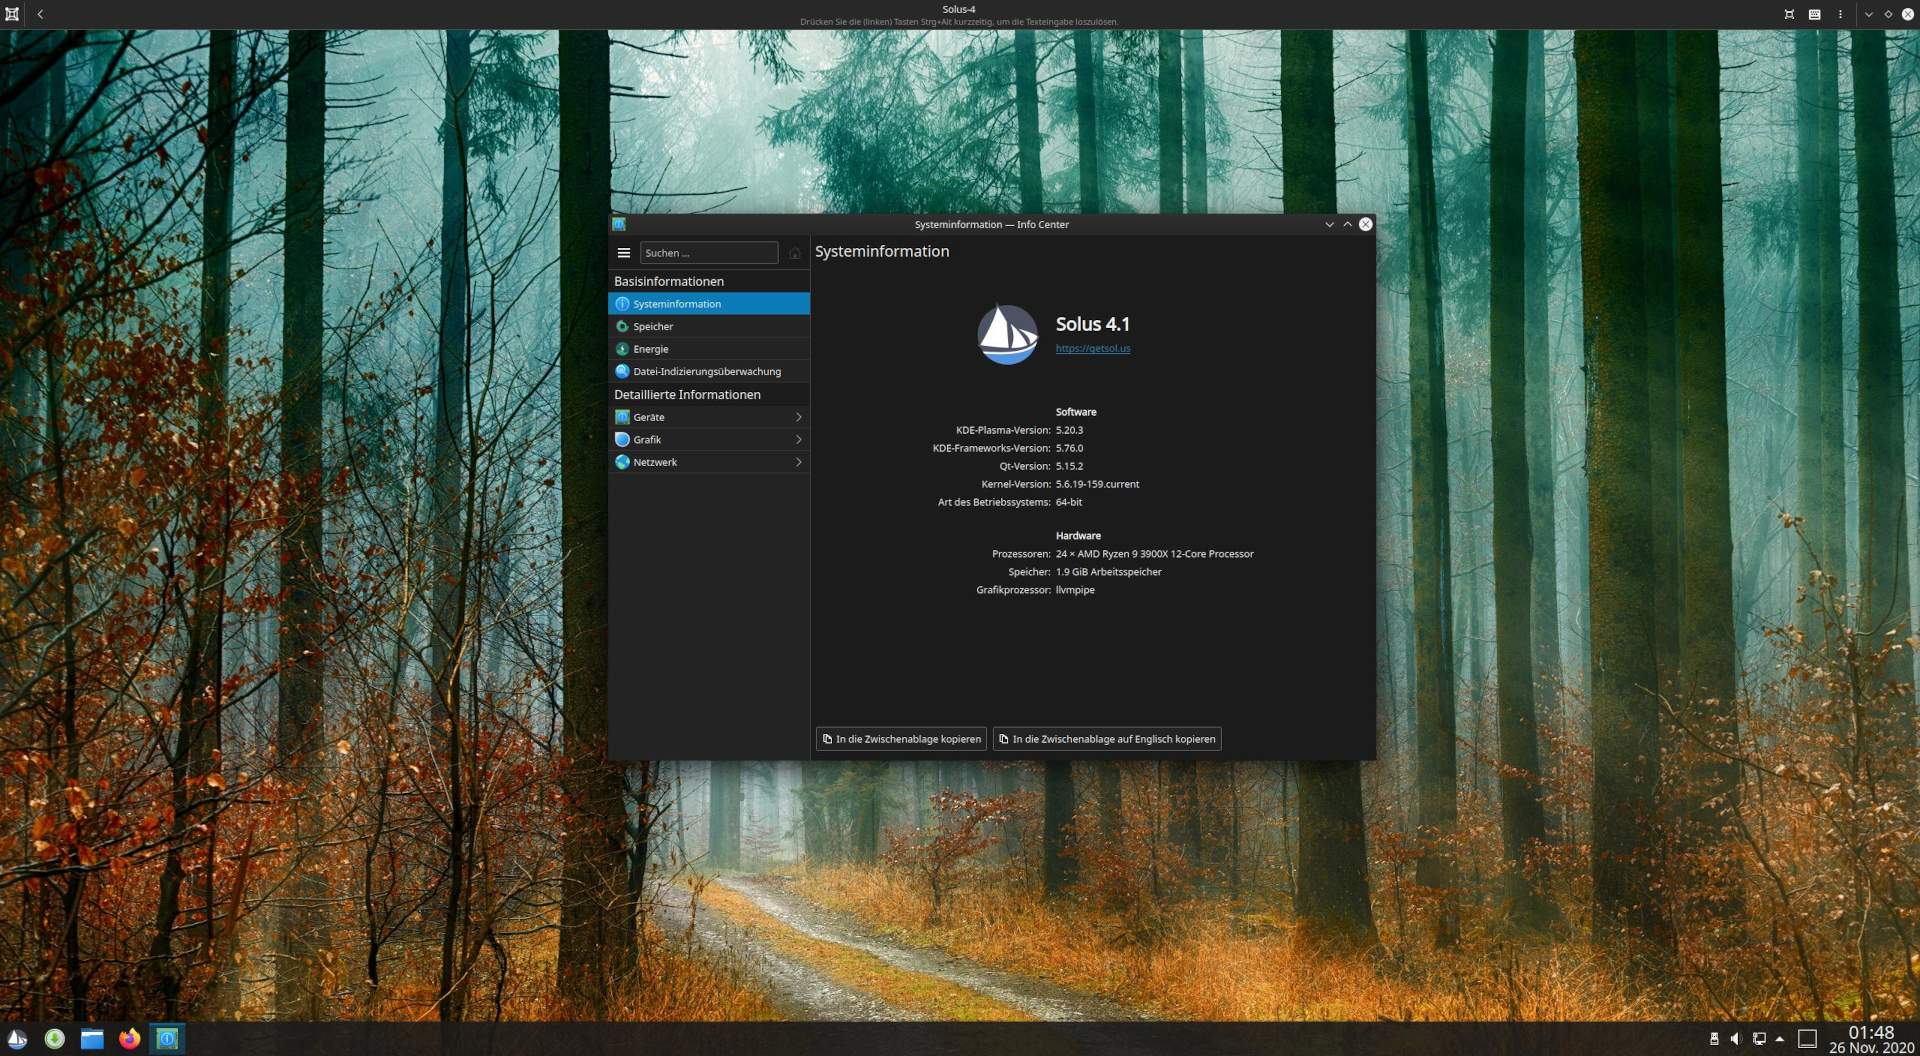 Solus-4
Drücken Sie die (linken) Tasten Strg+Alt kurzzeitig, um die Texteingabe loszulösen.
Systeminformation — Info Center
Suchen ...
Systeminformation
Basisinformationen
Systeminformation
Speicher
Energie
Datei-Indizierungsüberwachung
Detaillierte Informationen
Geräte
Grafik
Netzwerk
Solus 4.1
https://getsol.us
Software
KDE-Plasma-Version: 5.20.3
KDE-Frameworks-Version: 5.76.0
Qt-Version: 5.15.2
Kernel-Version: 5.6.19-159.current
Art des Betriebssystems: 64-bit
Hardware
Prozessoren: 24 × AMD Ryzen 9 3900X 12-Core Processor
Speicher: 1.9 GiB Arbeitsspeicher
Grafikprozessor: llvmpipe
In die Zwischenablage kopieren
In die Zwischenablage auf Englisch kopieren
01:48
26 Nov. 2020